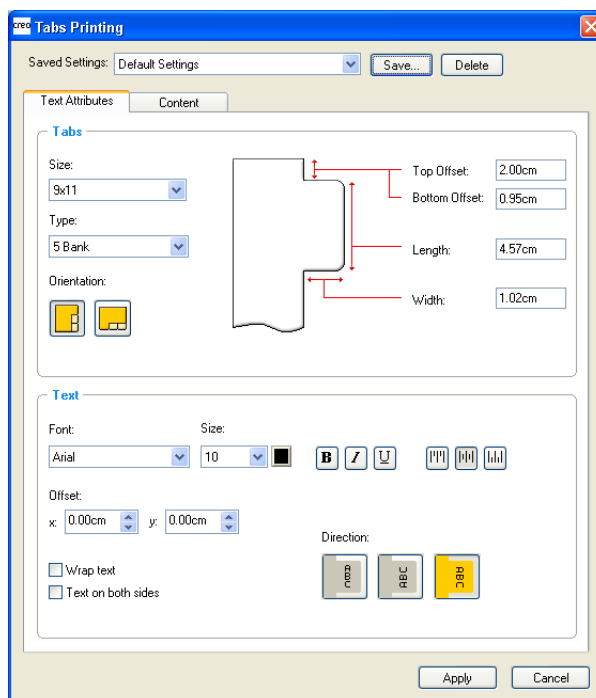 creo Tabs Printing
Saved Settings: Default Settings Save... Delete
Text Attributes Content
Tabs
Size:
9x11
Type:
5 Bank
Orientation:
Top Offset: 2.00cm
Bottom Offset: 0.95cm
Length: 4.57cm
Width: 1.02cm
Text
Font: Size:
Arial 10 B I U
Offset:
x: 0.00cm y: 0.00cm
Direction:
Wrap text
Text on both sides
ABC ABC ABC
Apply Cancel